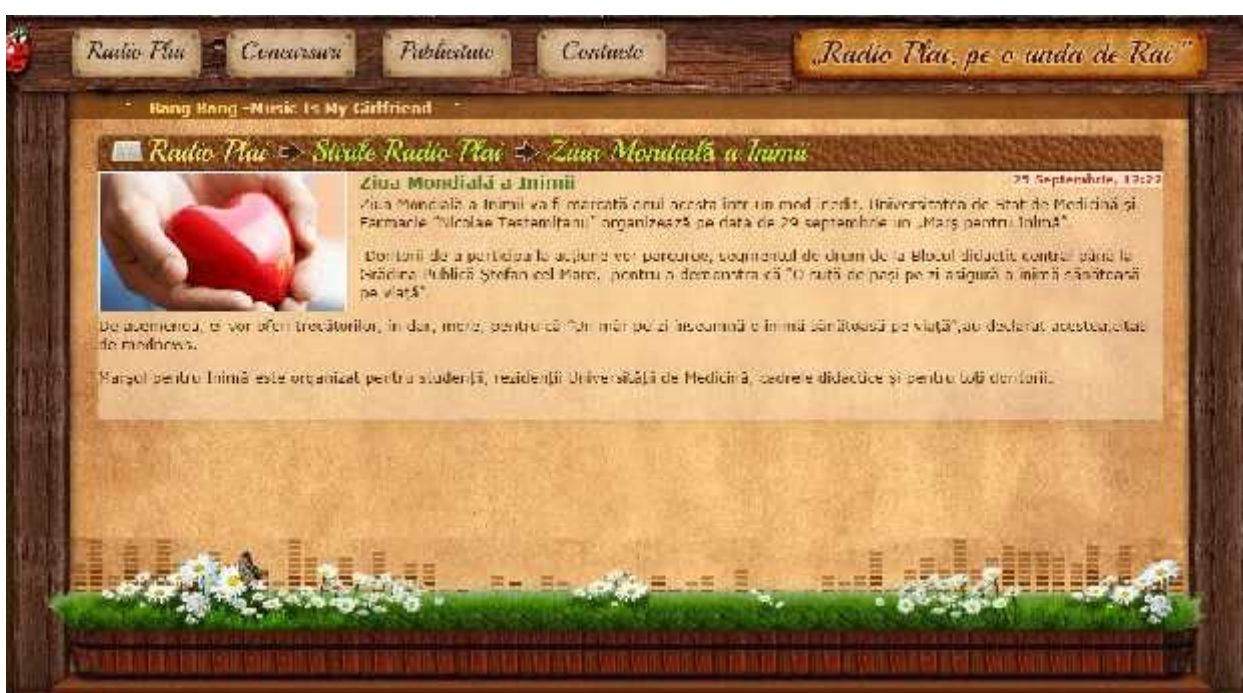 Radio Plai Concursuri Publicitate Contacte „Radio Plai, pe o unda de Rai”
Bang Bang -Music Is My Girlfriend
Radio Plai Stirile Radio Plai Ziua Mondială a Inimii
Ziua Mondială a Inimii
29 Septembrie, 12:22
Ziua Mondială a Inimii va fi marcată anul acesta într-un mod inedit. Universitatea de Stat de Medicină și
Farmacie "Nicolae Testemițanu" organizează pe data de 29 septembrie un „Marș pentru Inimă”.
Doritorii de a participa la acțiune vor parcurge, segmentul de drum de la Blocul didactic central până la
Grădina Publică Ștefan cel Mare, pentru a demonstra că "O sută de pași pe zi asigură o inimă sănătoasă
pe viață"
De asemenea, ei vor oferi trecătorilor, în dar, mere, pentru că "Un măr pe zi înseamnă o inimă sănătoasă pe viață",au declarat aceștea,citați
de mednews.
Marșul pentru Inimă este organizat pentru studenții, rezidenții Universității de Medicină, cadrele didactice și pentru toți doritorii.